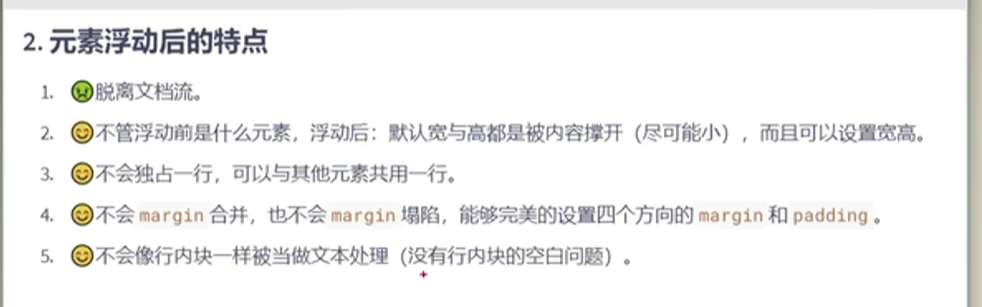 2. 元素浮动后的特点
1. 🤢脱离文档流。
2. 😊不管浮动前是什么元素，浮动后：默认宽与高都是被内容撑开（尽可能小），而且可以设置宽高。
3. 😊不会独占一行，可以与其他元素共用一行。
4. 😊不会 margin 合并，也不会 margin 塌陷，能够完美的设置四个方向的 margin 和 padding 。
5. 😊不会像行内块一样被当做文本处理（没有行内块的空白问题）。